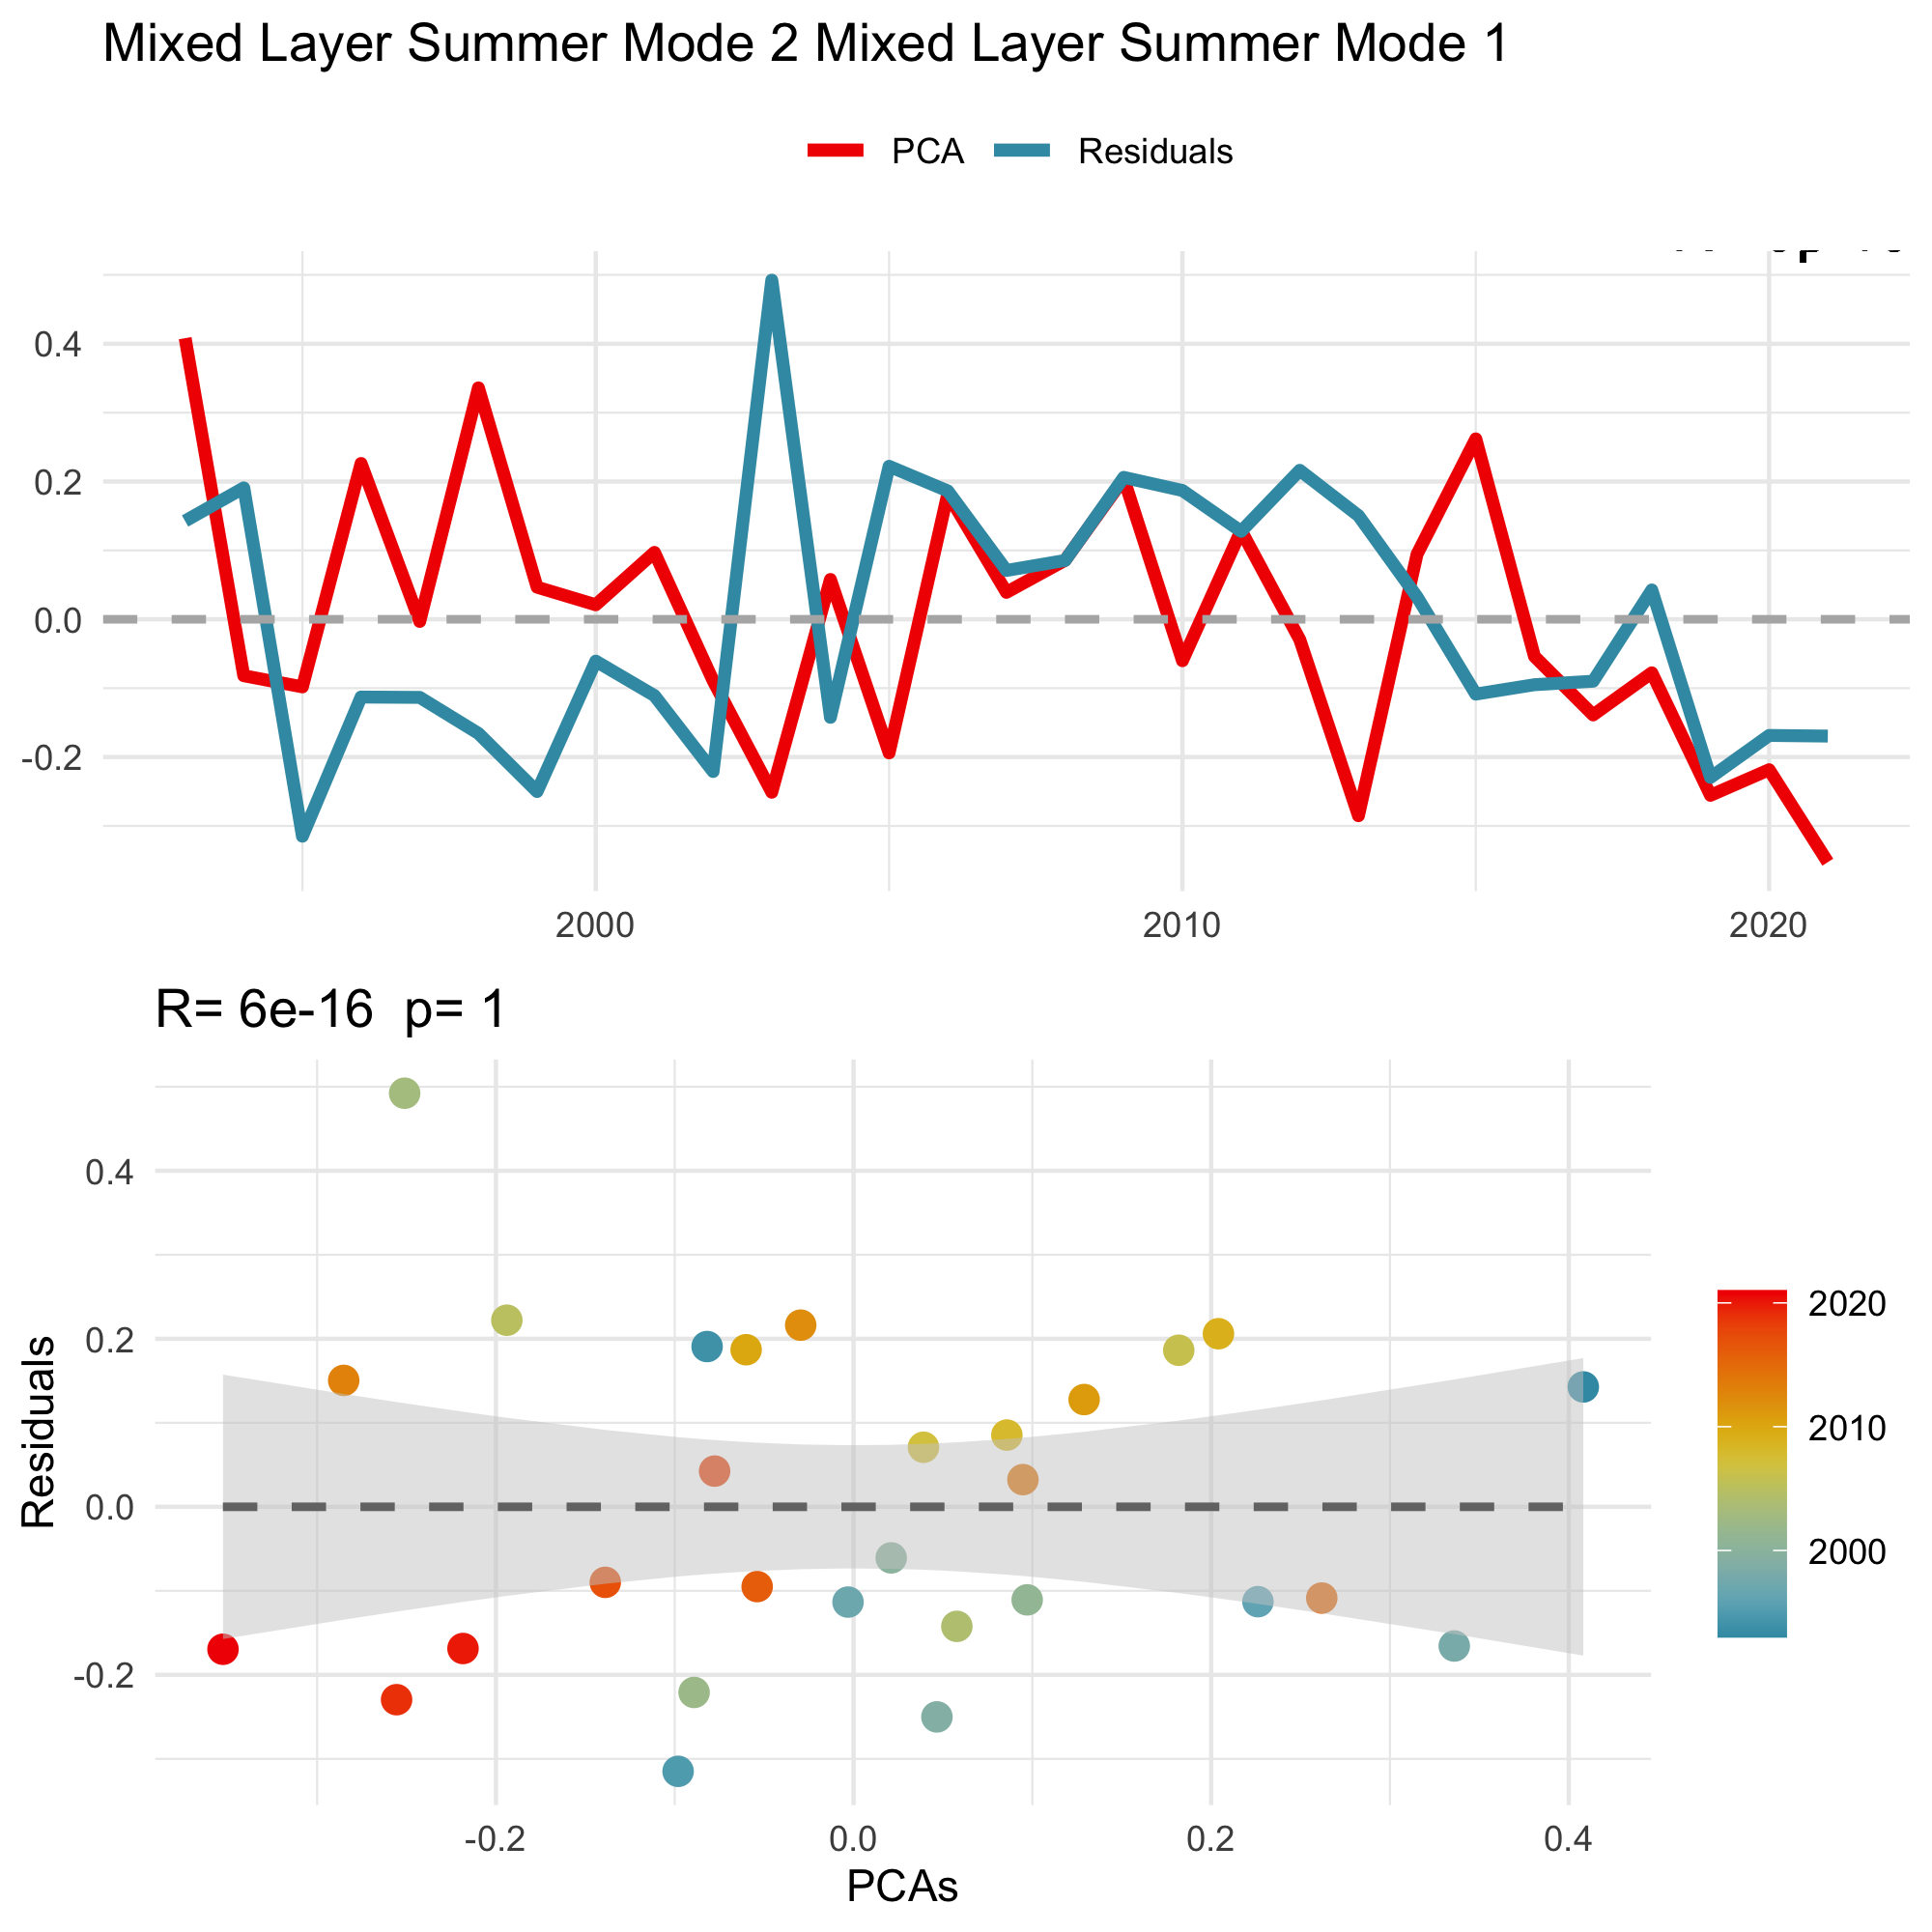 Mixed Layer Summer Mode 2 Mixed Layer Summer Mode 1
PCA Residuals
0.4
0.2
0.0
-0.2
2000 2010 2020
R= 6e-16 p= 1
Residuals
0.4
0.2
0.0
-0.2
-0.2 0.0 0.2 0.4
PCAs
2020
2010
2000